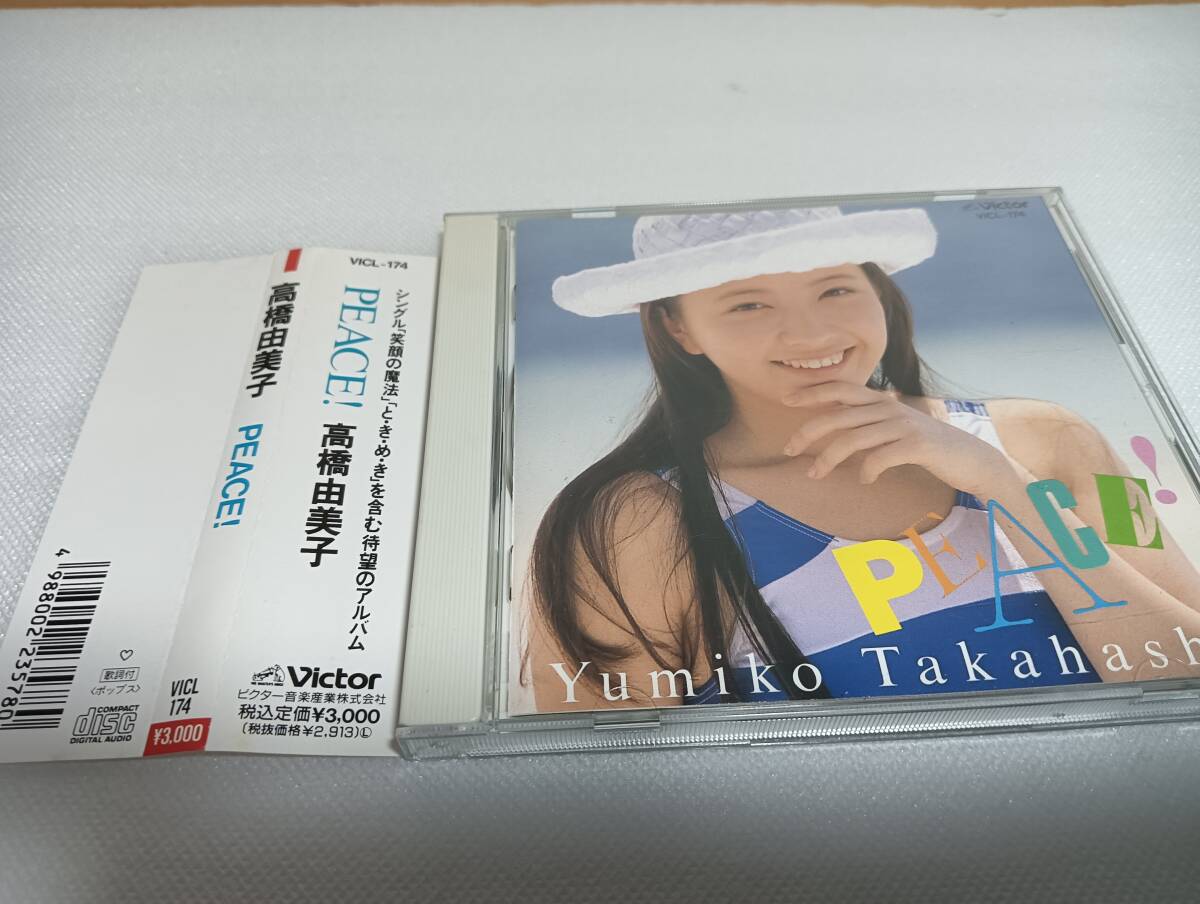 高橋由美子 PEACE!
4 988002 235780
♡
歌詞付
〈ポップス〉
COMPACT
disc
DIGITAL AUDIO
VICL
174
¥3,000
VICL-174
シングル「笑顔の魔法」「と・き・め・き」を含む待望のアルバム
PEACE! 高橋由美子
Victor
ビクター音楽産業株式会社
税込定価¥3,000
(税抜価格¥2,913)Ⓛ
Victor
VICL-174
PEACE!
Yumiko Takahash